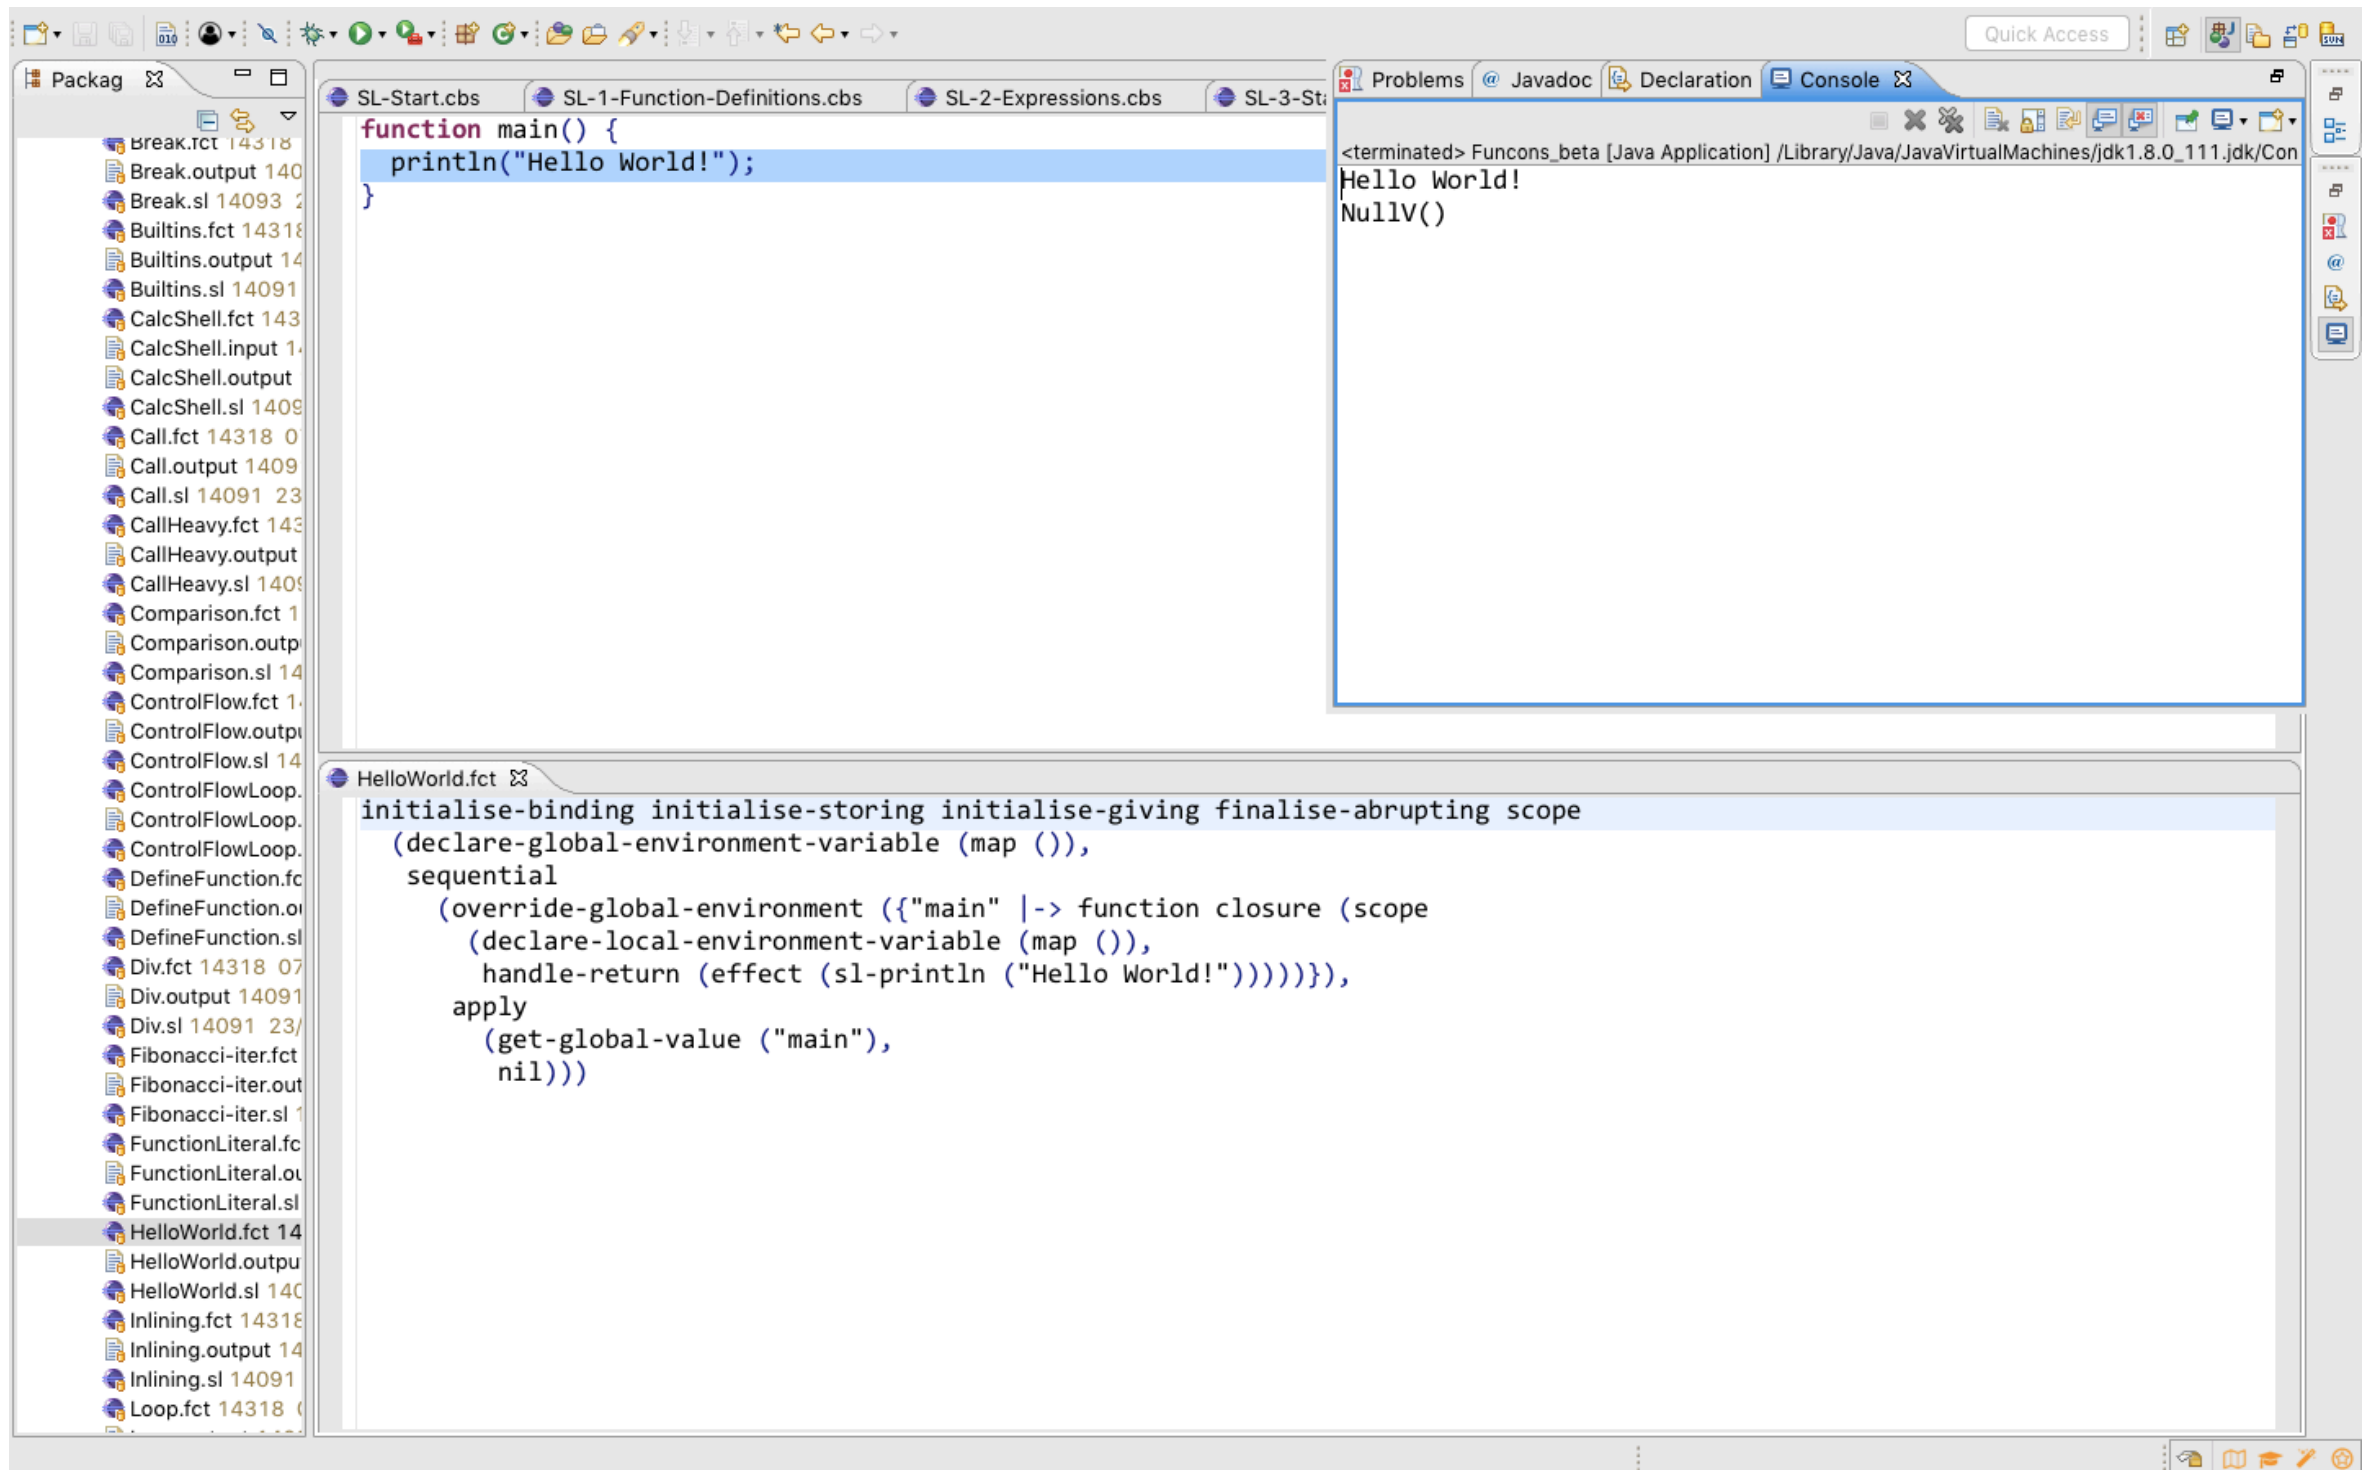 Quick Access
Packag
Break.fct 14318
Break.output 140
Break.sl 14093
Builtins.fct 14318
Builtins.output 14
Builtins.sl 14091
CalcShell.fct 143
CalcShell.input 1
CalcShell.output
CalcShell.sl 1409
Call.fct 14318 0
Call.output 1409
Call.sl 14091 23
CallHeavy.fct 143
CallHeavy.output
CallHeavy.sl 1409
Comparison.fct 1
Comparison.outp
Comparison.sl 14
ControlFlow.fct 1
ControlFlow.outpu
ControlFlow.sl 14
ControlFlowLoop.
ControlFlowLoop.
ControlFlowLoop.
DefineFunction.fc
DefineFunction.o
DefineFunction.sl
Div.fct 14318 07
Div.output 14091
Div.sl 14091 23/
Fibonacci-iter.fct
Fibonacci-iter.out
Fibonacci-iter.sl
FunctionLiteral.fc
FunctionLiteral.ou
FunctionLiteral.sl
HelloWorld.fct 14
HelloWorld.outpu
HelloWorld.sl 140
Inlining.fct 14318
Inlining.output 14
Inlining.sl 14091
Loop.fct 14318
SL-Start.cbs SL-1-Function-Definitions.cbs SL-2-Expressions.cbs SL-3-Sta
function main() {
println("Hello World!");
}
Problems @ Javadoc Declaration Console
<terminated> Funcons_beta [Java Application] /Library/Java/JavaVirtualMachines/jdk1.8.0_111.jdk/Con
Hello World!
NullV()
HelloWorld.fct
initialise-binding initialise-storing initialise-giving finalise-abrupting scope
(declare-global-environment-variable (map ()),
sequential
(override-global-environment ({"main" |-> function closure (scope
(declare-local-environment-variable (map ()),
handle-return (effect (sl-println ("Hello World!")))))}),
apply
(get-global-value ("main"),
nil)))